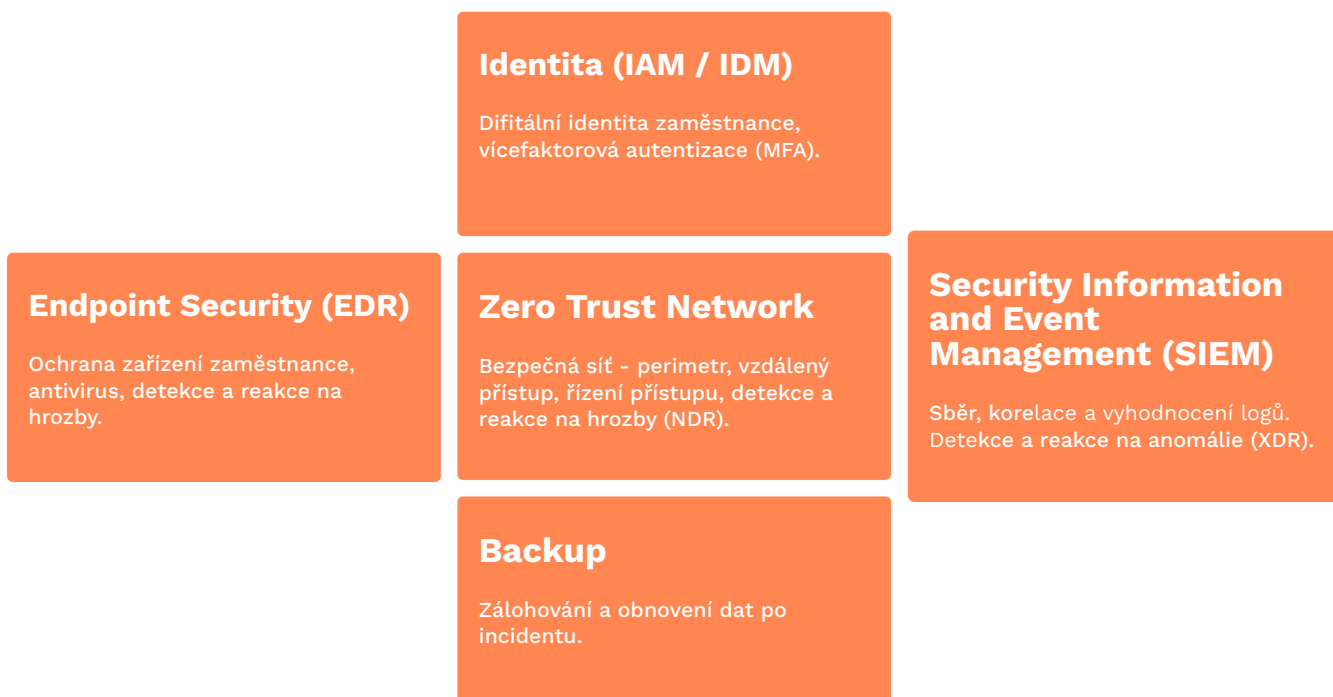 Identita (IAM / IDM)
Difitální identita zaměstnance,
vícefaktorová autentizace (MFA).
Endpoint Security (EDR)
Ochrana zařízení zaměstnance,
antivirus, detekce a reakce na
hrozby.
Zero Trust Network
Bezpečná síť - perimetr, vzdálený
přístup, řízení přístupu, detekce a
reakce na hrozby (NDR).
Security Information
and Event
Management (SIEM)
Sběr, korelace a vyhodnocení logů.
Detekce a reakce na anomálie (XDR).
Backup
Zálohování a obnovení dat po
incidentu.